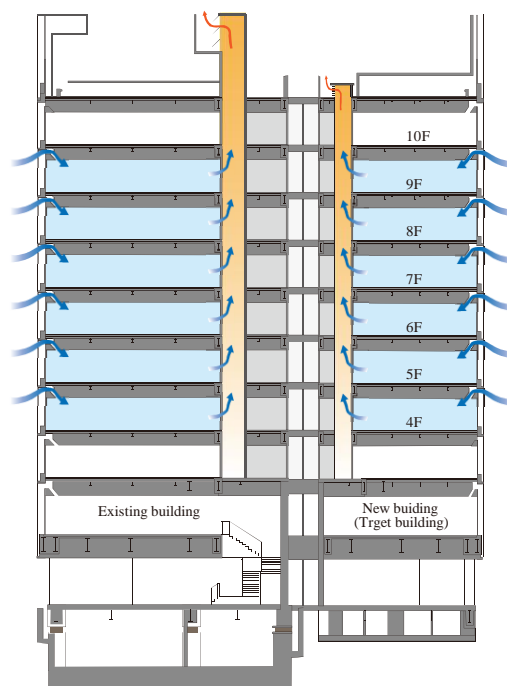 10F
9F
8F
7F
6F
5F
4F
Existing building
New buiding
(Trget building)